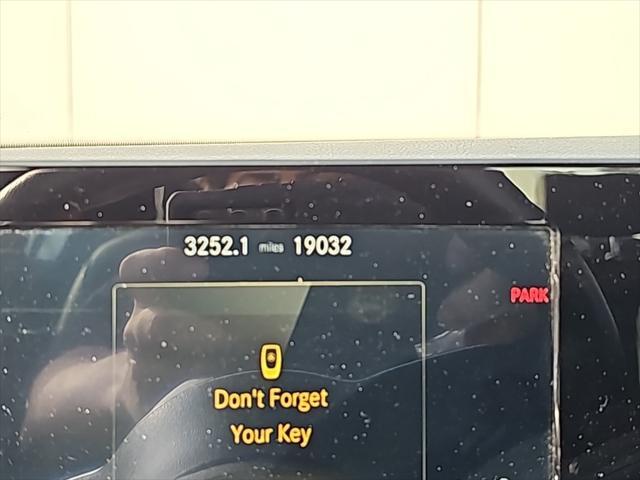 3252.1 miles 19032
PARK
Don't Forget
Your Key